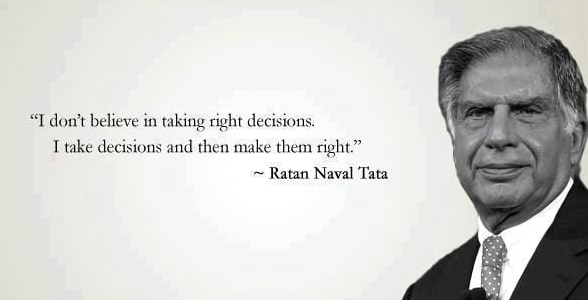 “I don’t believe in taking right decisions.
I take decisions and then make them right.”
~ Ratan Naval Tata